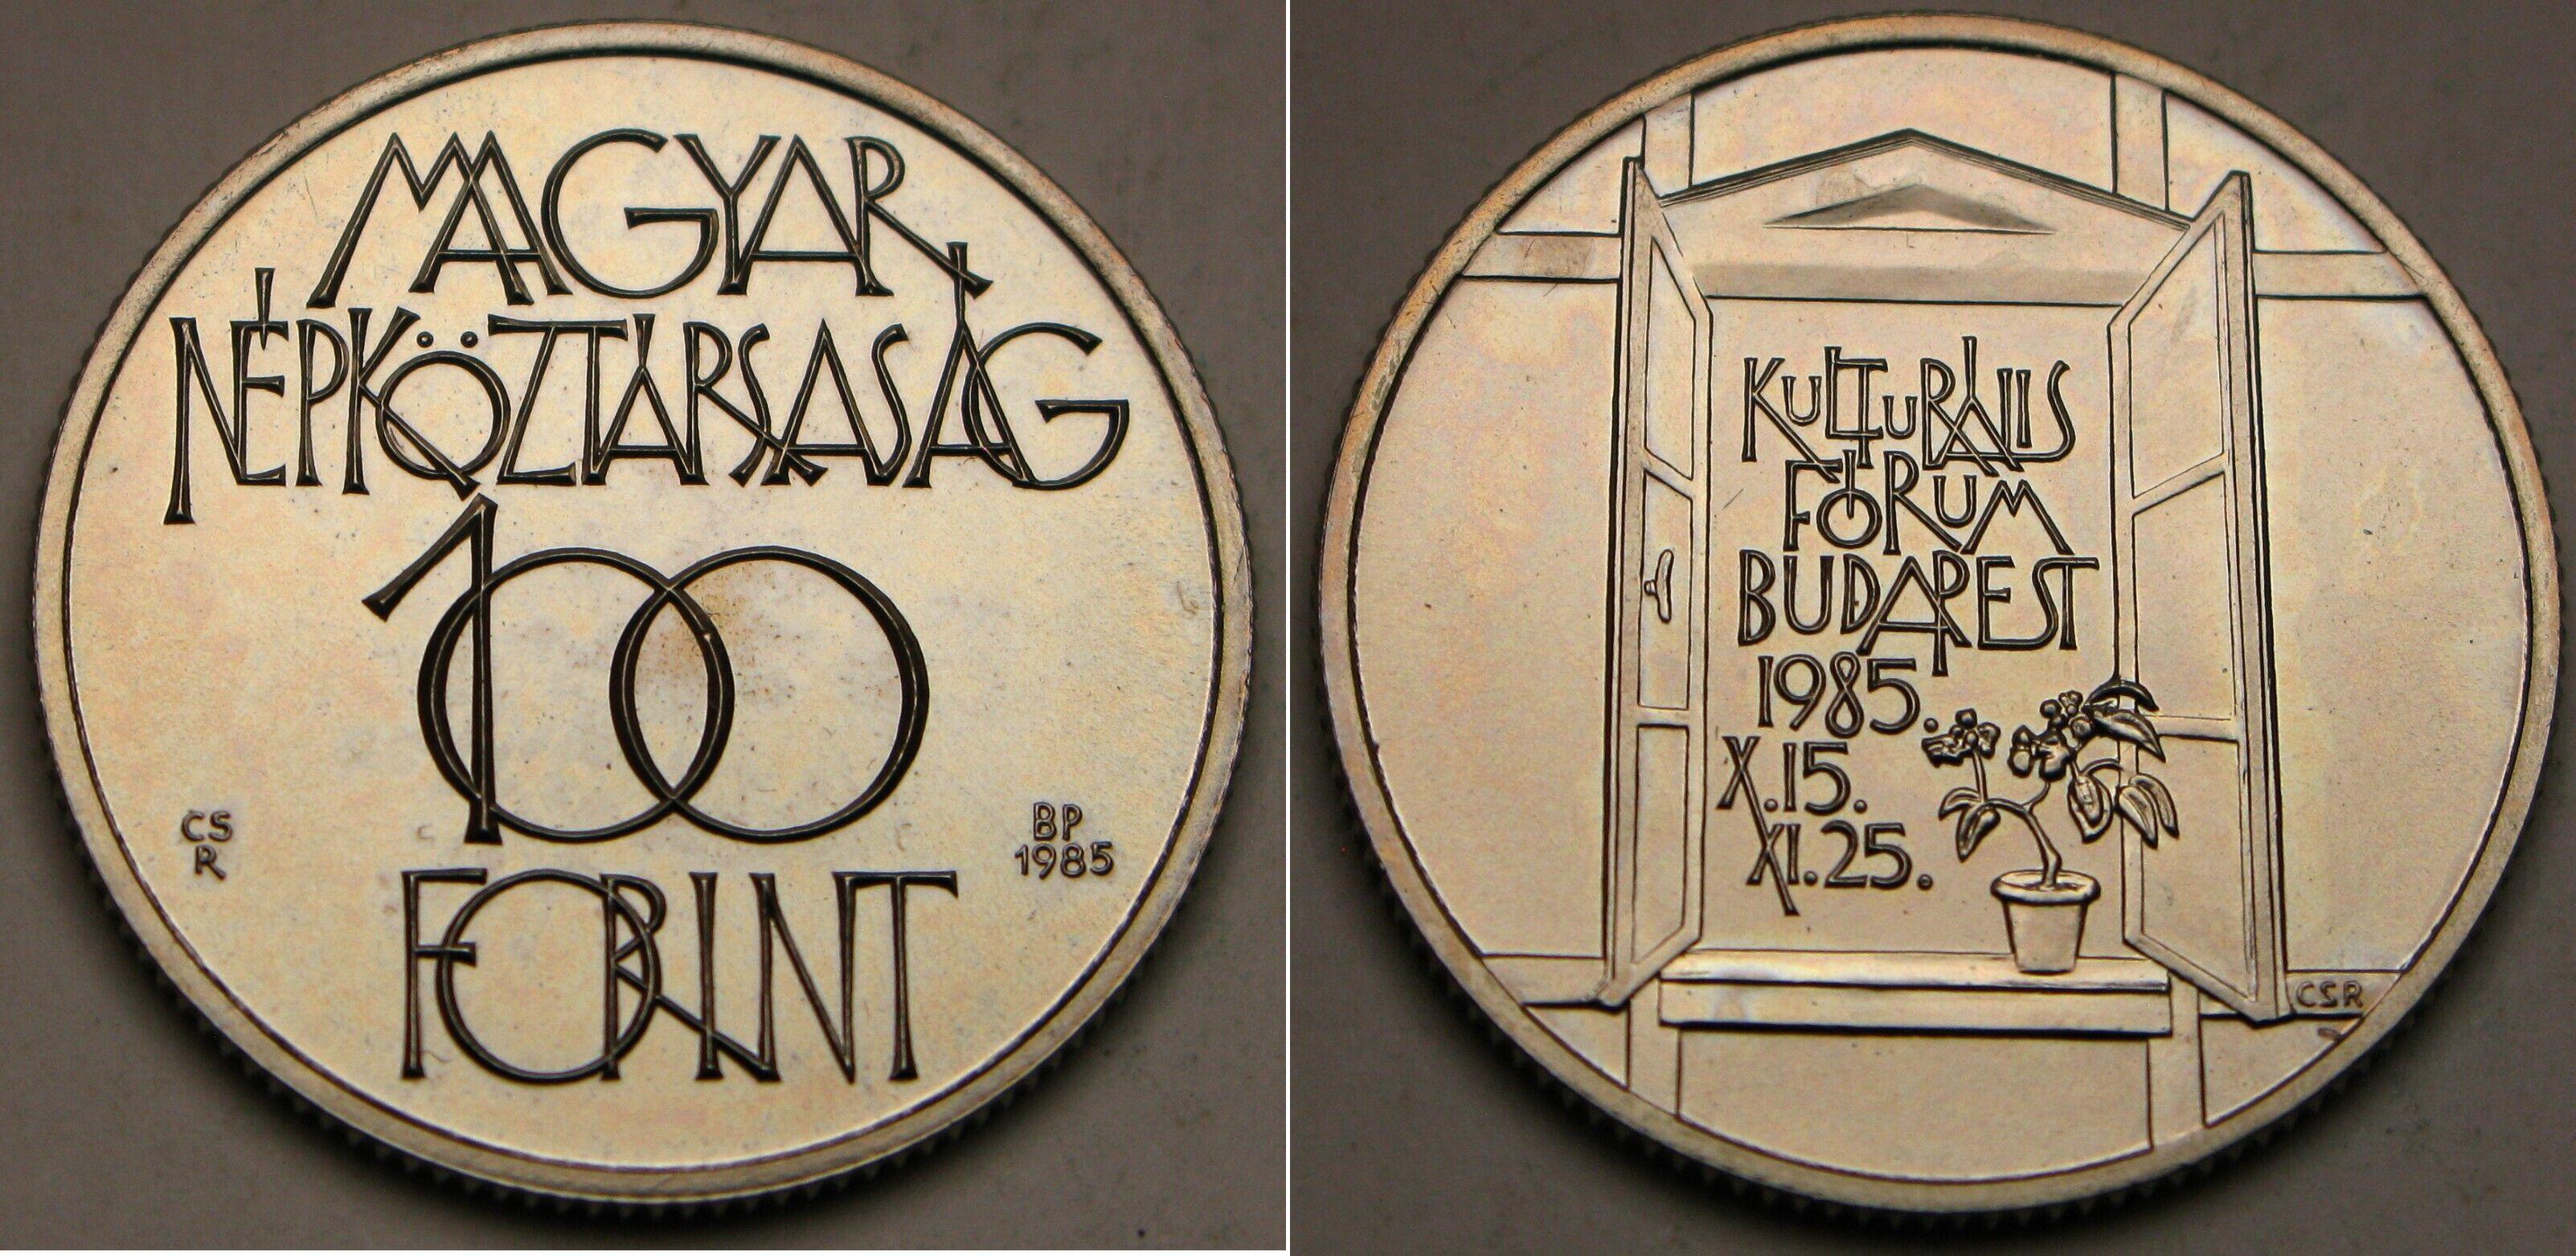 MAGYAR
NÉPKÖZTÁRSASÁG
100
CS
R
BP
1985
FORINT
KULTURÁLIS
FÓRUM
BUDAPEST
1985.
X.15.
XI.25.
CSR